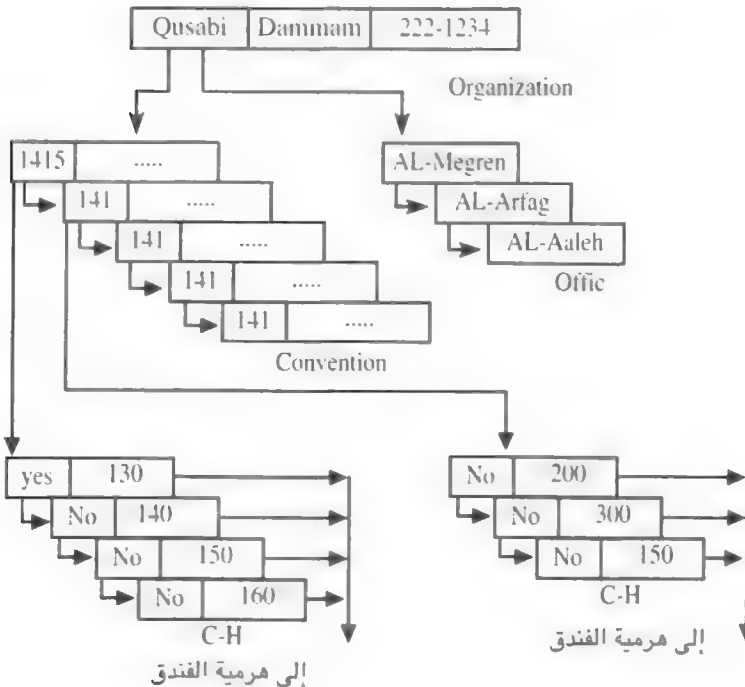 Qusabi Dammam 222-1234
Organization
1415 .....
AL-Megren
141 .....
AL-Arfag
141 .....
AL-Aaleh
141 .....
Offic
141 .....
Convention
yes 130
No 200
No 140
No 300
No 150
No 150
No 160
C-H
C-H
إلى هرمية الفندق
إلى هرمية الفندق